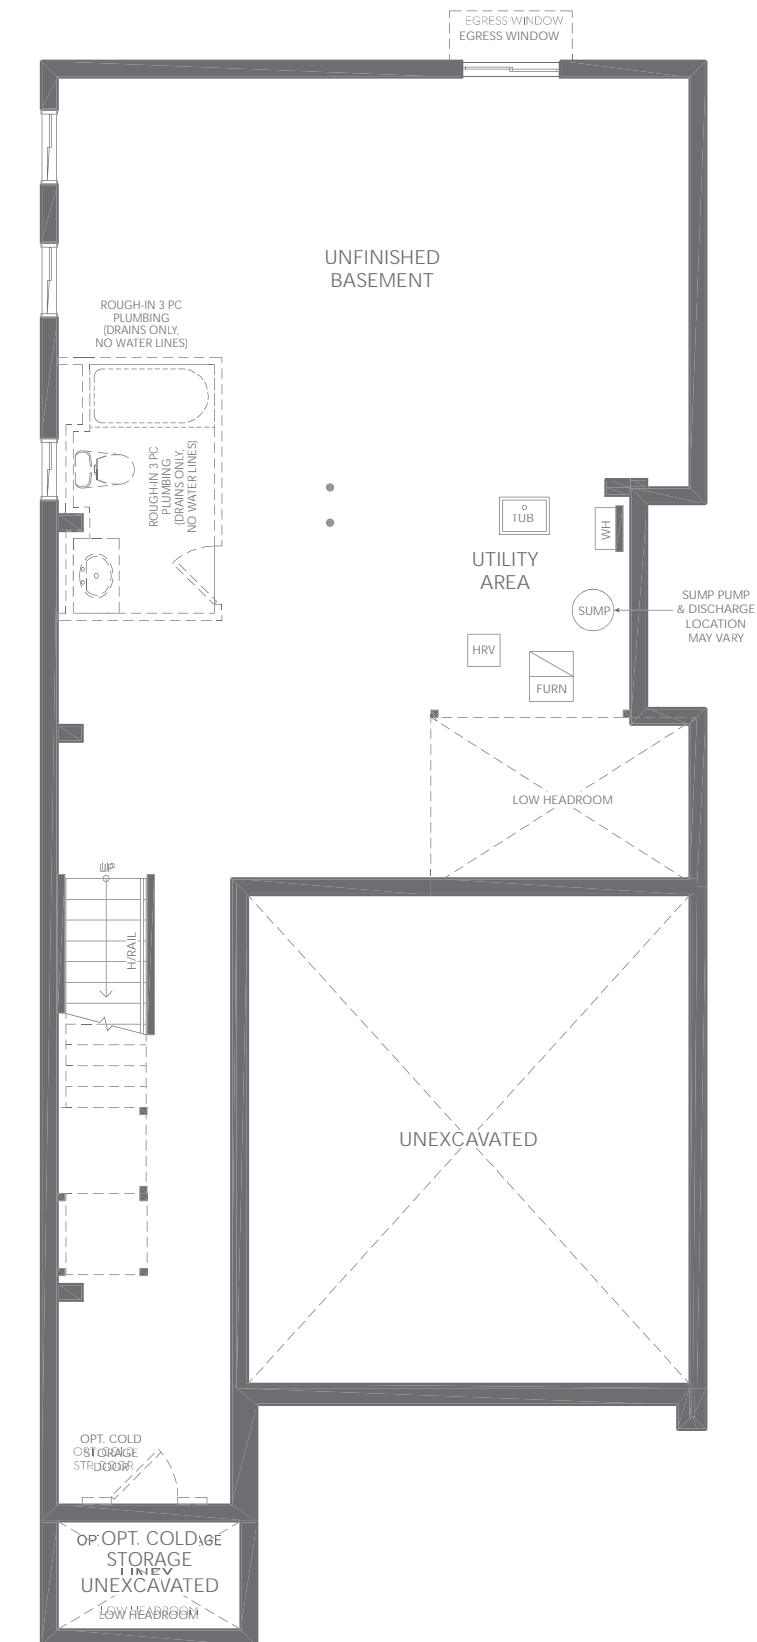 EGRESS WINDOW
EGRESS WINDOW
UNFINISHED
BASEMENT
ROUGH-IN 3 PC
PLUMBING
(DRAINS ONLY,
NO WATER LINES)
ROUGH-IN 3 PC
PLUMBING
(DRAINS ONLY,
NO WATER LINES)
TUB
WH
UTILITY
AREA
SUMP
SUMP PUMP
& DISCHARGE
LOCATION
MAY VARY
HRV
FURN
LOW HEADROOM
H/RAIL
UNEXCAVATED
OPT. COLD
STORAGE
DOOR
OPT. COLD
STORAGE
UNEXCAVATED
LOW HEADROOM